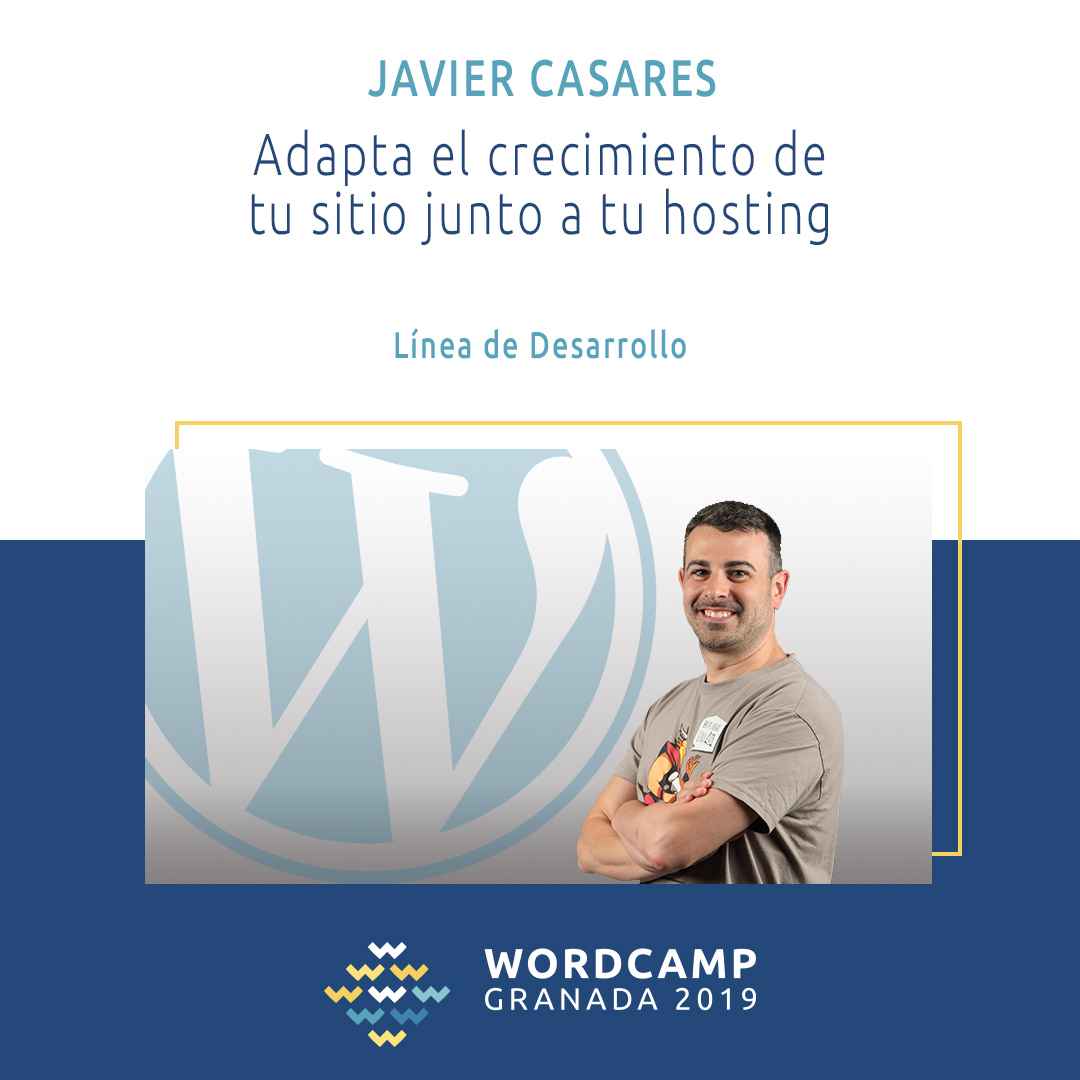 JAVIER CASARES
Adapta el crecimiento de
tu sitio junto a tu hosting
Línea de Desarrollo
WORDCAMP
GRANADA 2019